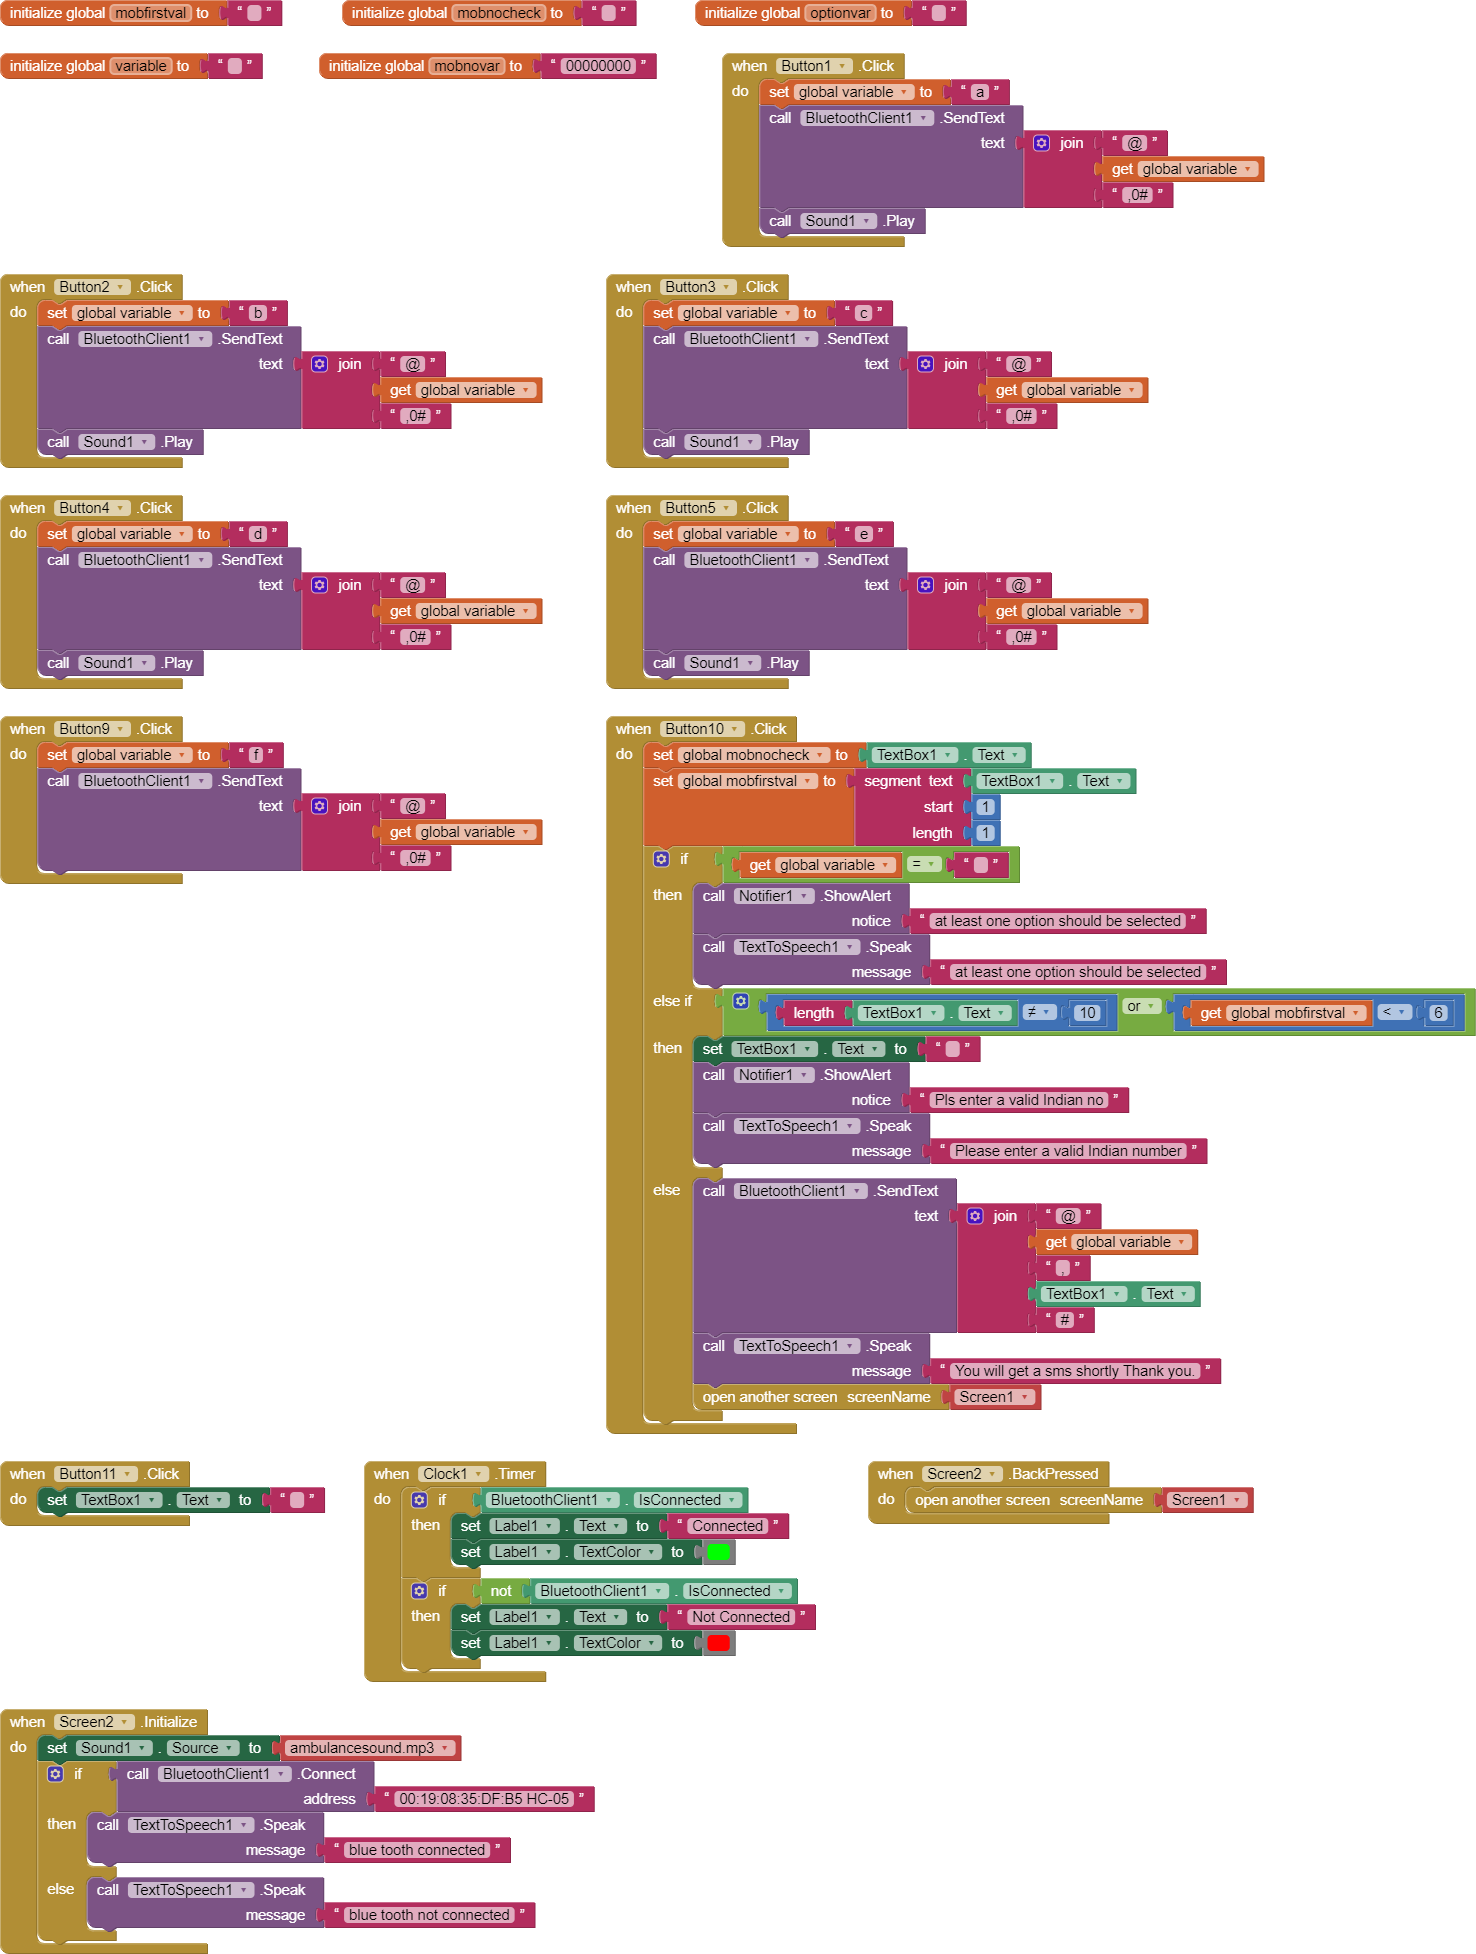 initialize global mobfirstval to " "
initialize global mobnocheck to " "
initialize global optionvar to " "
initialize global variable to " "
initialize global mobnovar to " 00000000 "
when Button1 .Click
do set global variable to " a "
call BluetoothClient1 .SendText
text join " @ "
get global variable
" ,0# "
call Sound1 .Play
when Button2 .Click
do set global variable to " b "
call BluetoothClient1 .SendText
text join " @ "
get global variable
" ,0# "
call Sound1 .Play
when Button3 .Click
do set global variable to " c "
call BluetoothClient1 .SendText
text join " @ "
get global variable
" ,0# "
call Sound1 .Play
when Button4 .Click
do set global variable to " d "
call BluetoothClient1 .SendText
text join " @ "
get global variable
" ,0# "
call Sound1 .Play
when Button5 .Click
do set global variable to " e "
call BluetoothClient1 .SendText
text join " @ "
get global variable
" ,0# "
call Sound1 .Play
when Button9 .Click
do set global variable to " f "
call BluetoothClient1 .SendText
text join " @ "
get global variable
" ,0# "
when Button10 .Click
do set global mobnocheck to TextBox1 . Text
set global mobfirstval to segment text TextBox1 . Text
start 1
length 1
if get global variable = " "
then call Notifier1 .ShowAlert
notice " at least one option should be selected "
call TextToSpeech1 .Speak
message " at least one option should be selected "
else if length TextBox1 . Text ≠ 10 or get global mobfirstval < 6
then set TextBox1 . Text to " "
call Notifier1 .ShowAlert
notice " Pls enter a valid Indian no "
call TextToSpeech1 .Speak
message " Please enter a valid Indian number "
else call BluetoothClient1 .SendText
text join " @ "
get global variable
" , "
TextBox1 . Text
" # "
call TextToSpeech1 .Speak
message " You will get a sms shortly Thank you. "
open another screen screenName Screen1
when Button11 .Click
do set TextBox1 . Text to " "
when Clock1 .Timer
do if BluetoothClient1 . IsConnected
then set Label1 . Text to " Connected "
set Label1 . TextColor to
if not BluetoothClient1 . IsConnected
then set Label1 . Text to " Not Connected "
set Label1 . TextColor to
when Screen2 .BackPressed
do open another screen screenName Screen1
when Screen2 .Initialize
do set Sound1 . Source to ambulancesound.mp3
if call BluetoothClient1 .Connect
address " 00:19:08:35:DF:B5 HC-05 "
then call TextToSpeech1 .Speak
message " blue tooth connected "
else call TextToSpeech1 .Speak
message " blue tooth not connected "